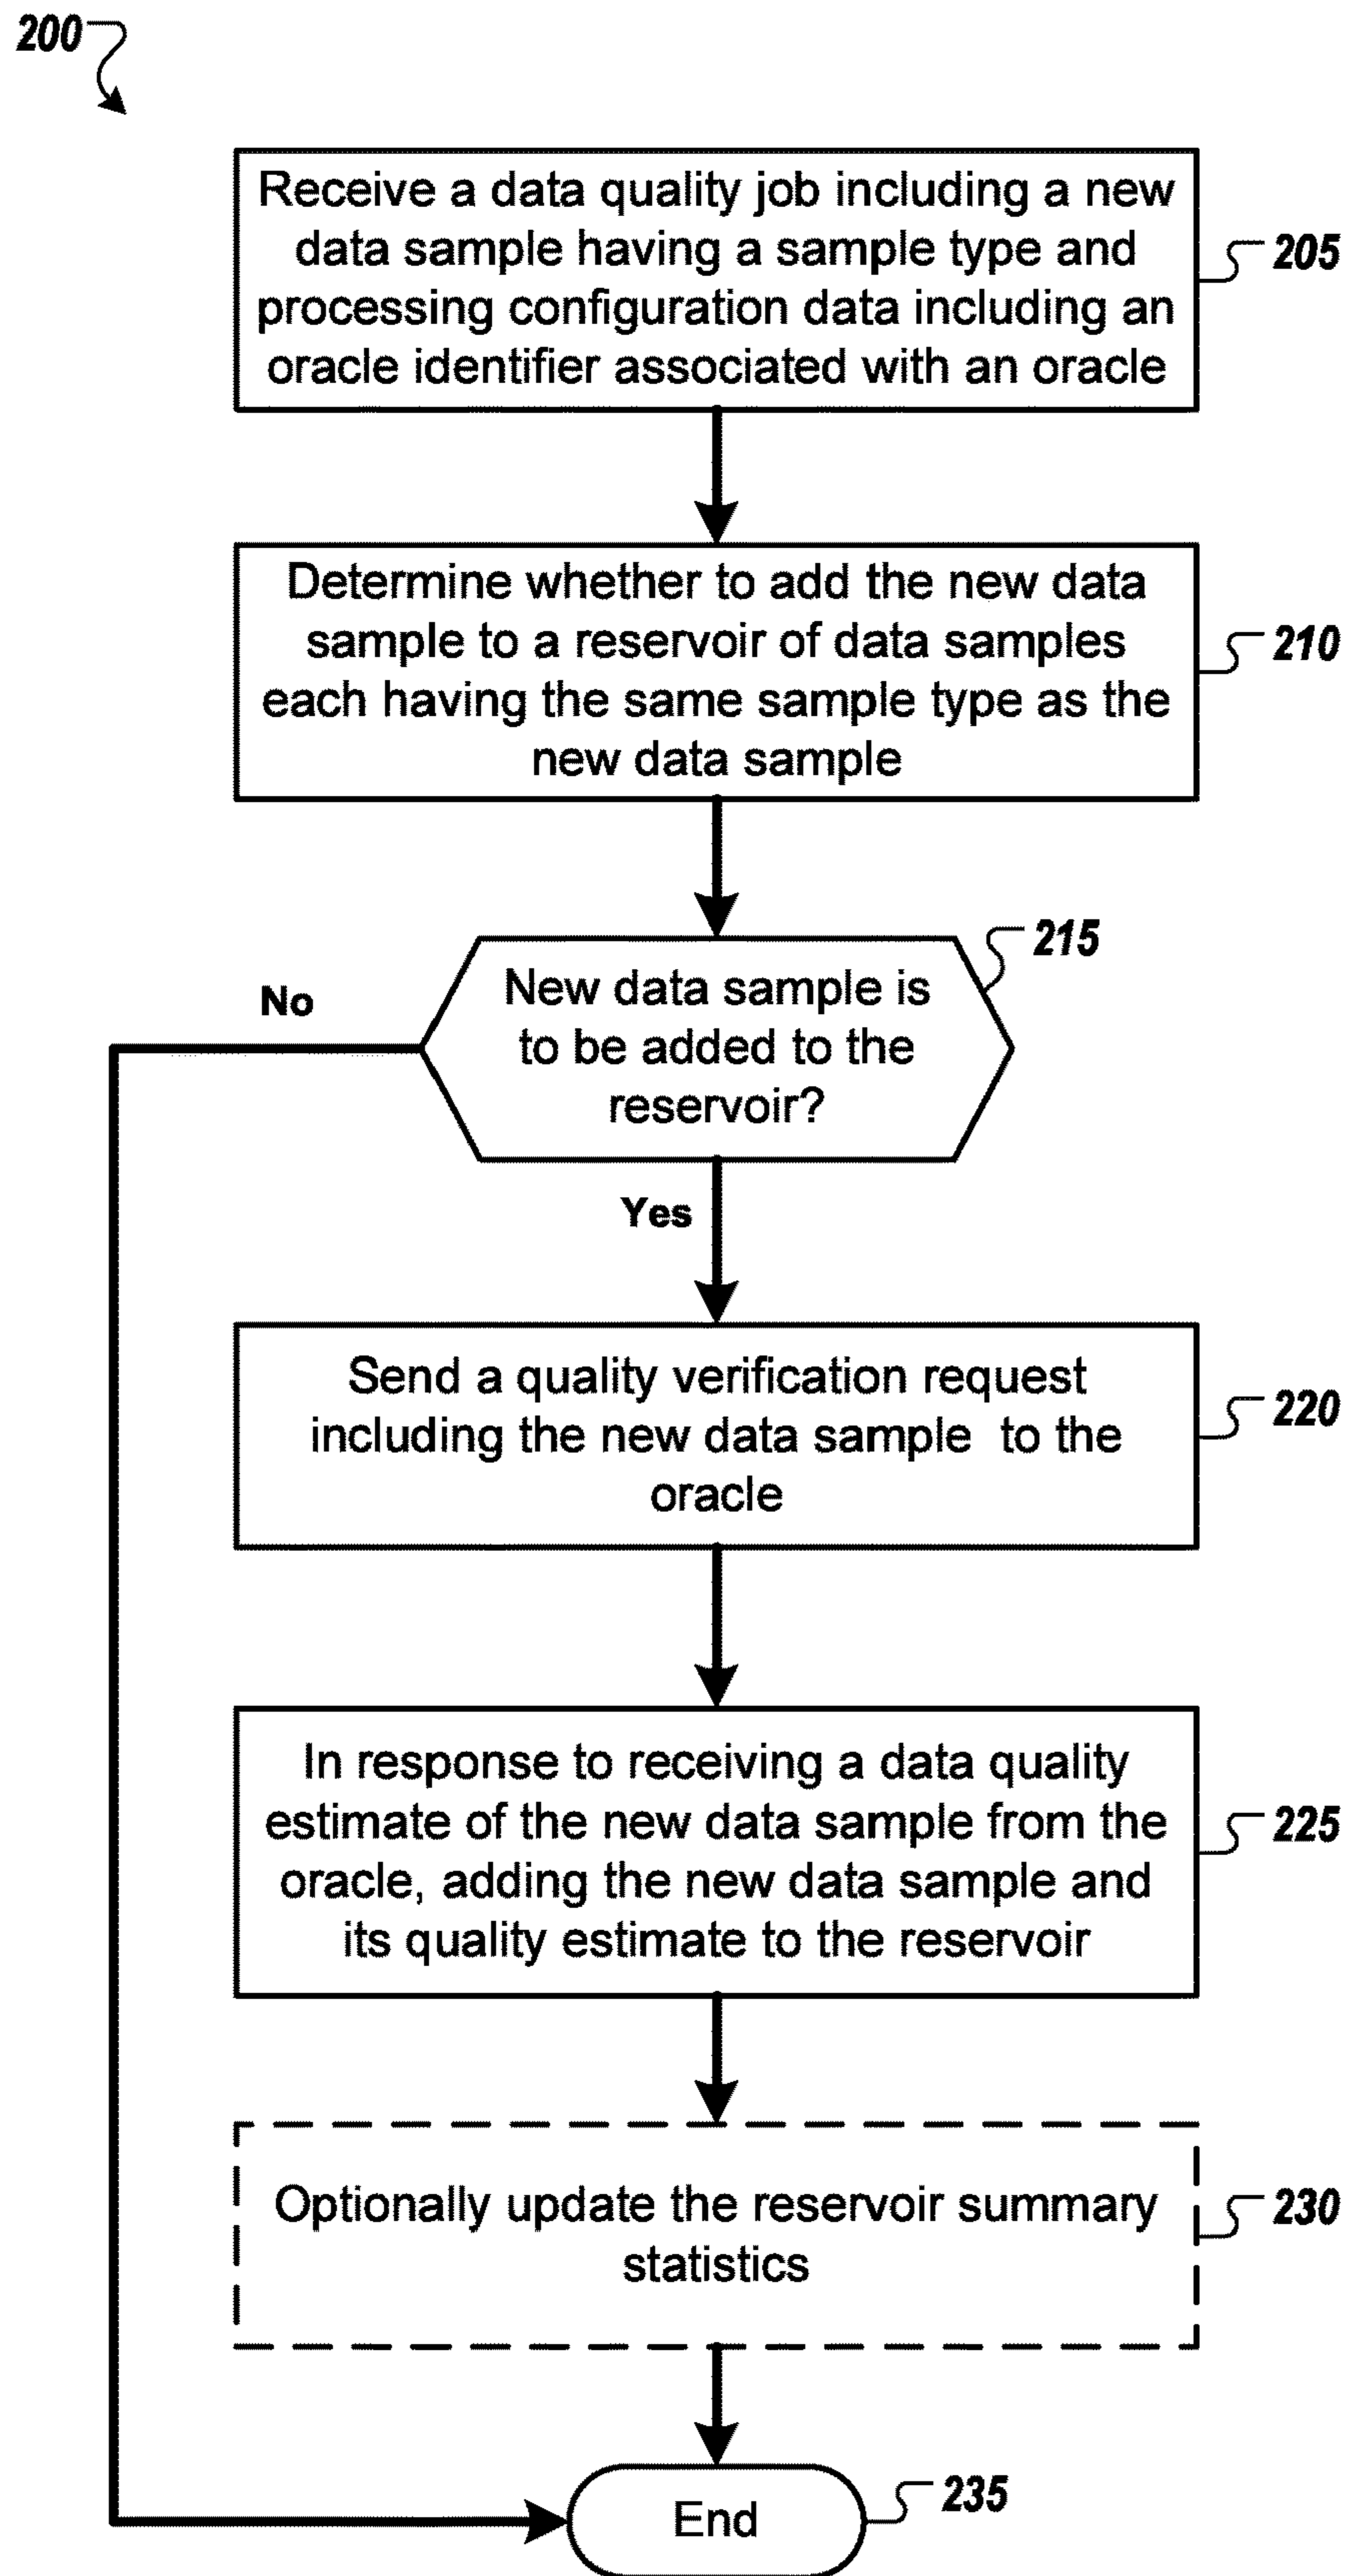 200
Receive a data quality job including a new
data sample having a sample type and
processing configuration data including an
oracle identifier associated with an oracle
205
Determine whether to add the new data
sample to a reservoir of data samples
each having the same sample type as the
new data sample
210
New data sample is
to be added to the
reservoir?
215
No
Yes
Send a quality verification request
including the new data sample to the
oracle
220
In response to receiving a data quality
estimate of the new data sample from the
oracle, adding the new data sample and
its quality estimate to the reservoir
225
Optionally update the reservoir summary
statistics
230
End
235